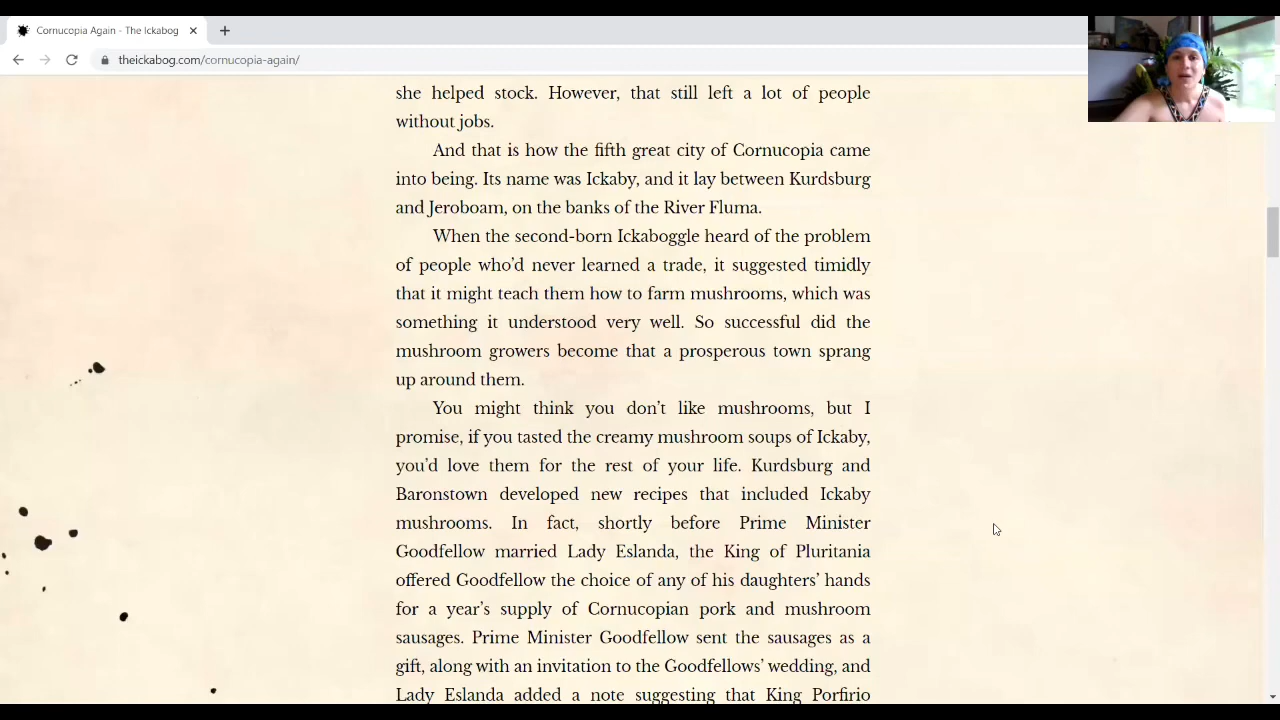 Cornucopia Again - The Ickabog
theickabog.com/cornucopia-again/
she helped stock. However, that still left a lot of people
without jobs.
And that is how the fifth great city of Cornucopia came
into being. Its name was Ickaby, and it lay between Kurdsburg
and Jeroboam, on the banks of the River Fluma.
When the second-born Ickaboggle heard of the problem
of people who’d never learned a trade, it suggested timidly
that it might teach them how to farm mushrooms, which was
something it understood very well. So successful did the
mushroom growers become that a prosperous town sprang
up around them.
You might think you don’t like mushrooms, but I
promise, if you tasted the creamy mushroom soups of Ickaby,
you’d love them for the rest of your life. Kurdsburg and
Baronstown developed new recipes that included Ickaby
mushrooms. In fact, shortly before Prime Minister
Goodfellow married Lady Eslanda, the King of Pluritania
offered Goodfellow the choice of any of his daughters’ hands
for a year’s supply of Cornucopian pork and mushroom
sausages. Prime Minister Goodfellow sent the sausages as a
gift, along with an invitation to the Goodfellows’ wedding, and
Lady Eslanda added a note suggesting that King Porfirio